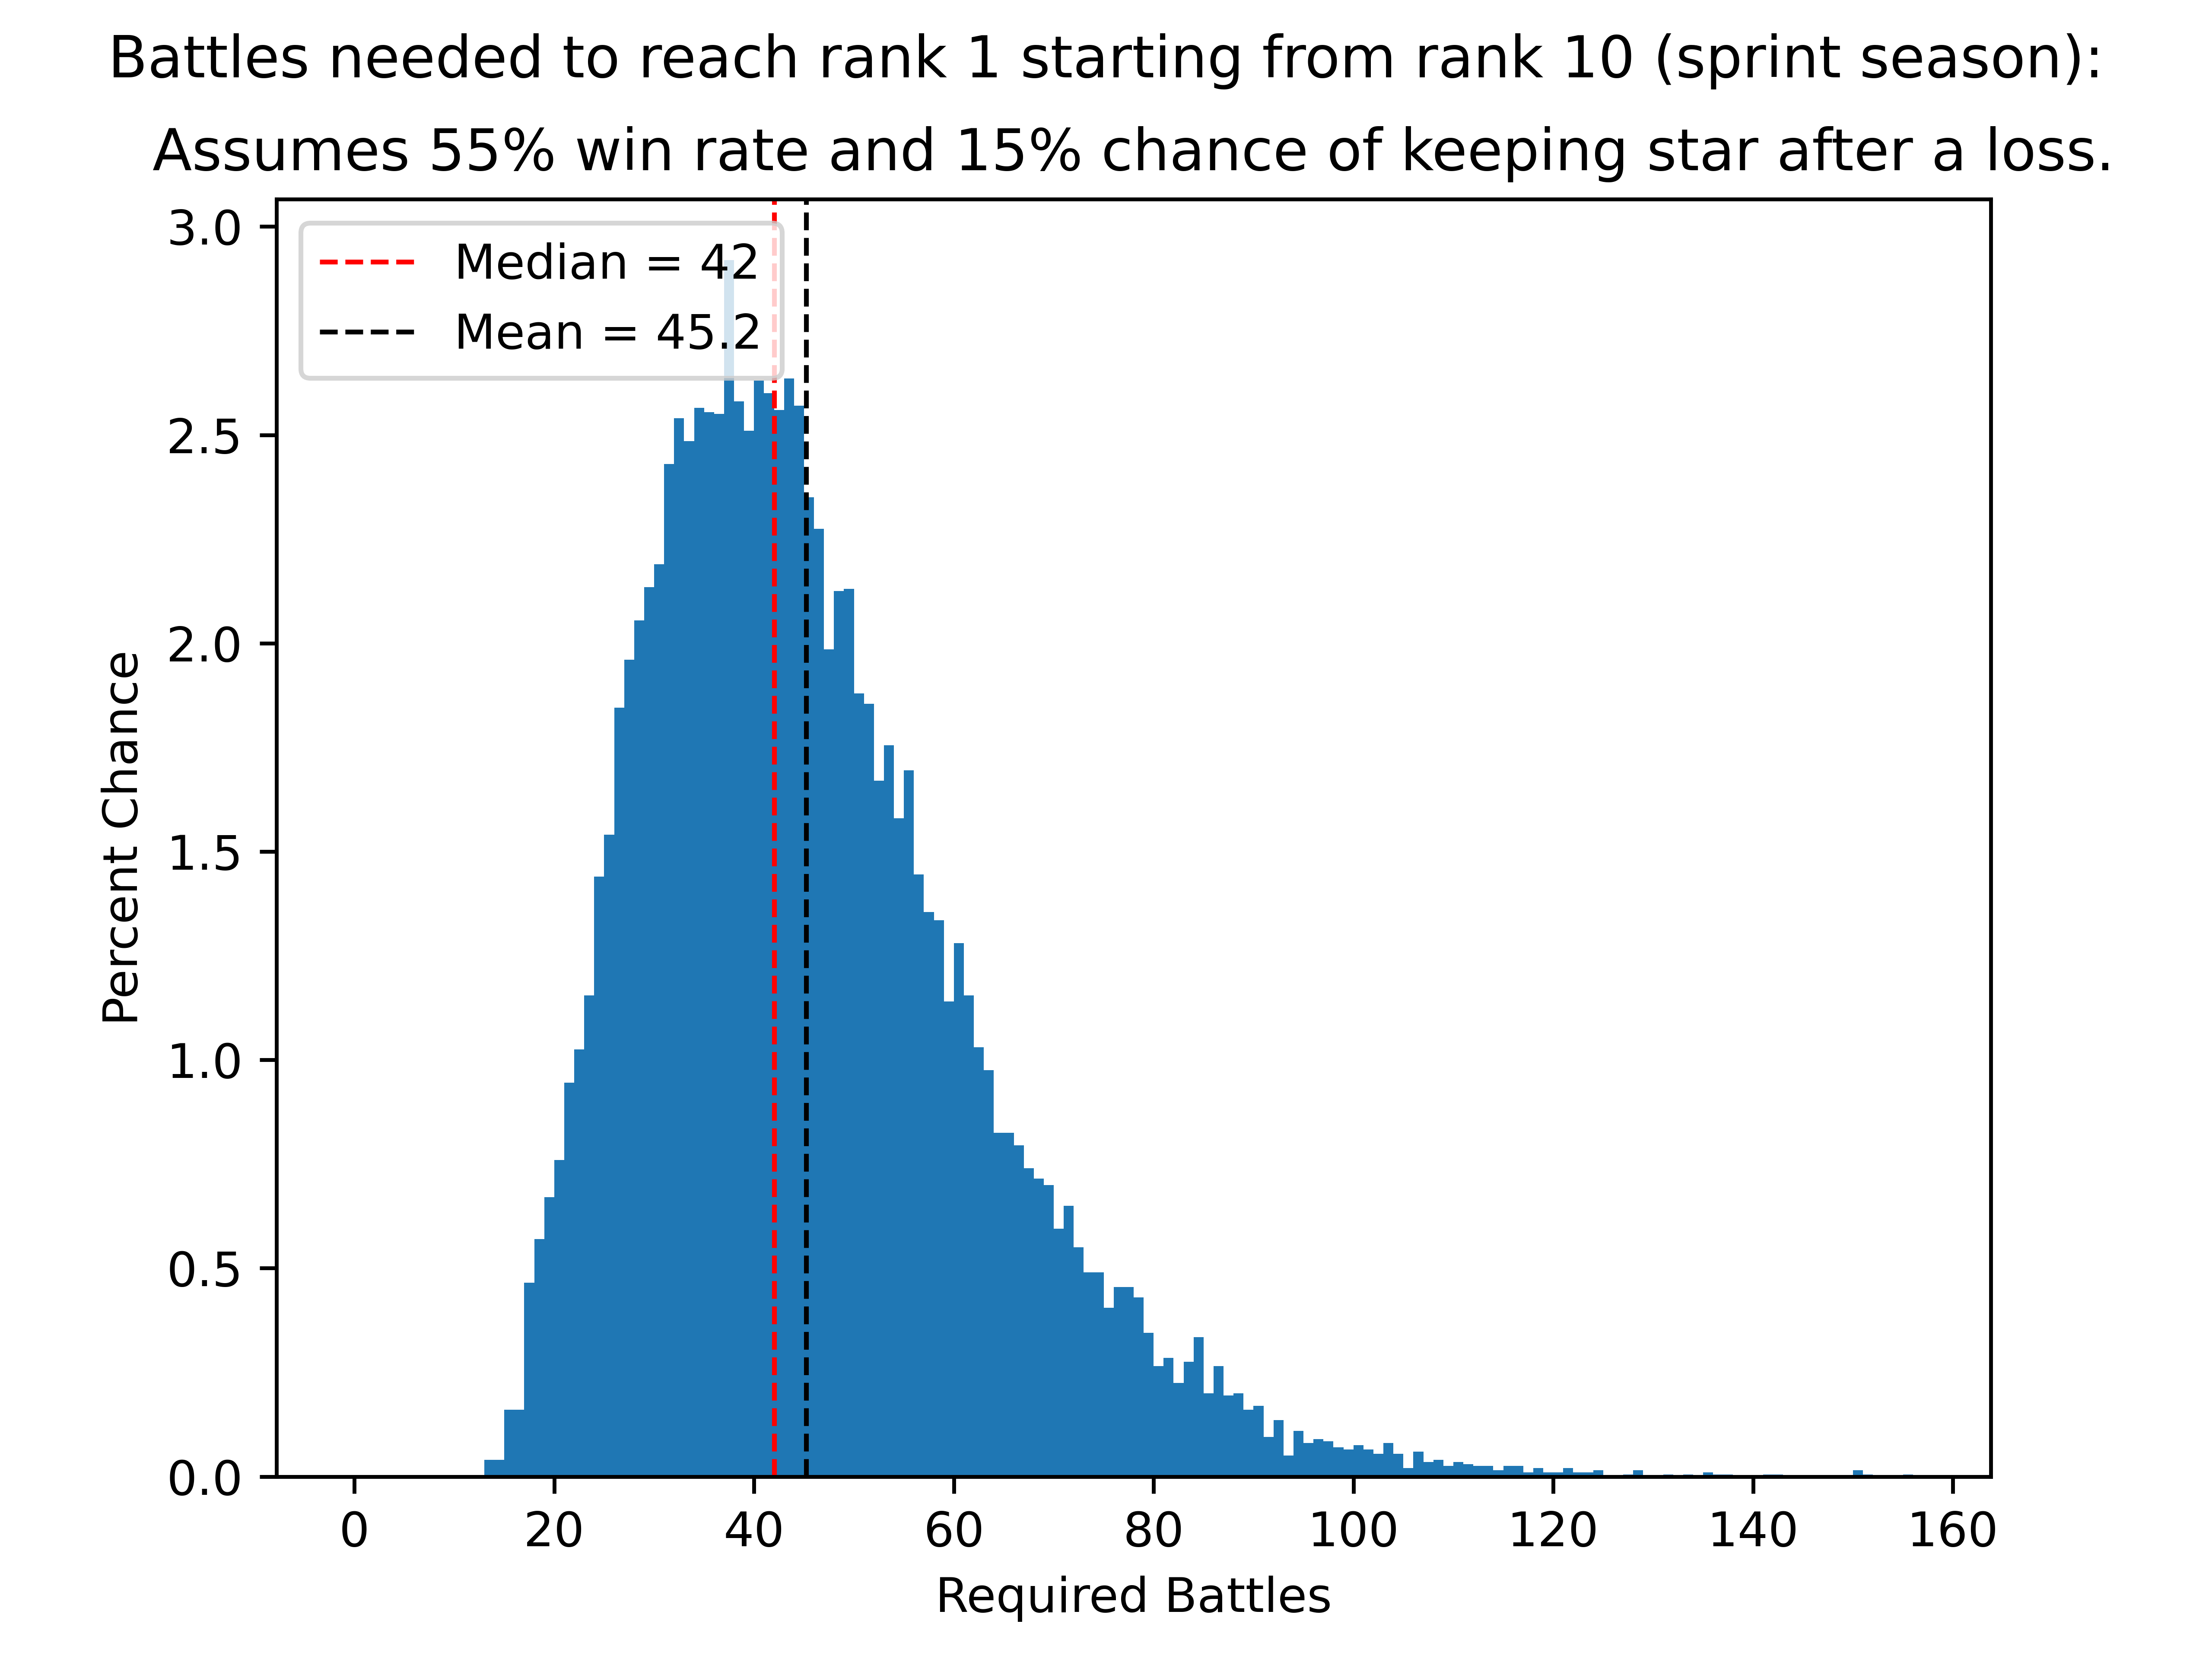 Battles needed to reach rank 1 starting from rank 10 (sprint season):
Assumes 55% win rate and 15% chance of keeping star after a loss.
Median = 42
Mean = 45.2
Percent Chance
3.0
2.5
2.0
1.5
1.0
0.5
0.0
0 20 40 60 80 100 120 140 160
Required Battles